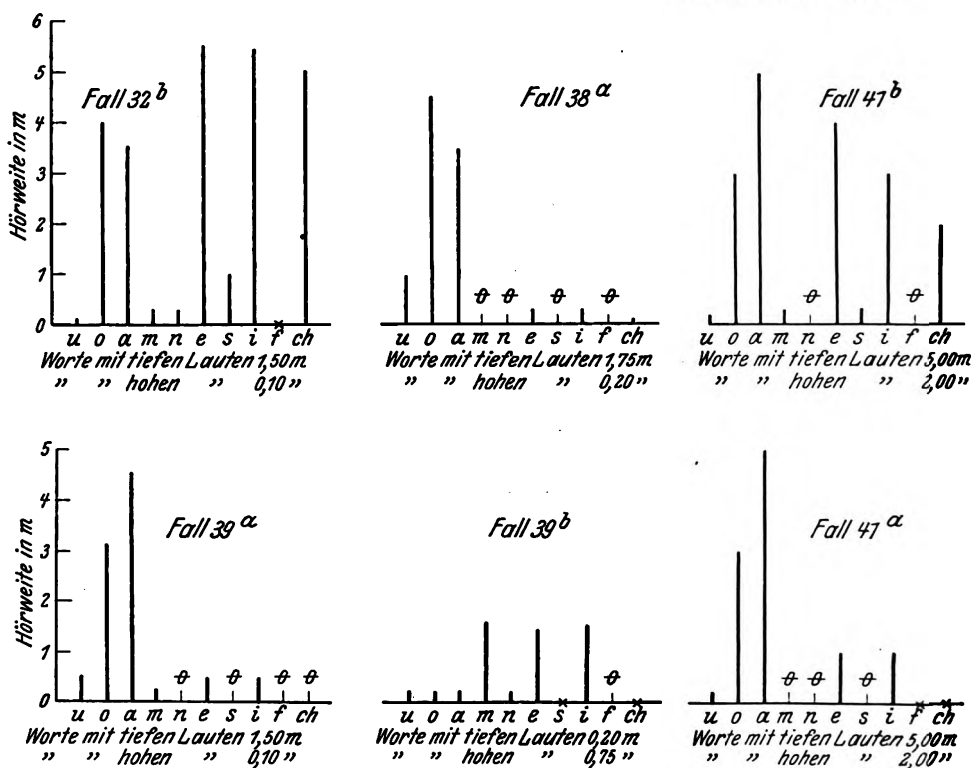 6
5
4
3
2
1
0
Hörweite in m
Fall 32 b
u o a m n e s i f ch
Worte mit tiefen Lauten 1,50 m
" " hohen " 0,10 "
Fall 38 a
θ θ θ θ
u o a m n e s i f ch
Worte mit tiefen Lauten 1,75 m
" " hohen " 0,20 "
Fall 47 b
θ θ
u o a m n e s i f ch
Worte mit tiefen Lauten 5,00 m
" " hohen " 2,00 "
5
4
3
2
1
0
Hörweite in m
Fall 39 a
θ θ θ θ
u o a m n e s i f ch
Worte mit tiefen Lauten 1,50 m
" " hohen " 0,10 "
Fall 39 b
θ
u o a m n e s i f ch
Worte mit tiefen Lauten 0,20 m
" " hohen " 0,75 "
Fall 47 a
θ θ θ
u o a m n e s i f ch
Worte mit tiefen Lauten 5,00 m
" " hohen " 2,00 "